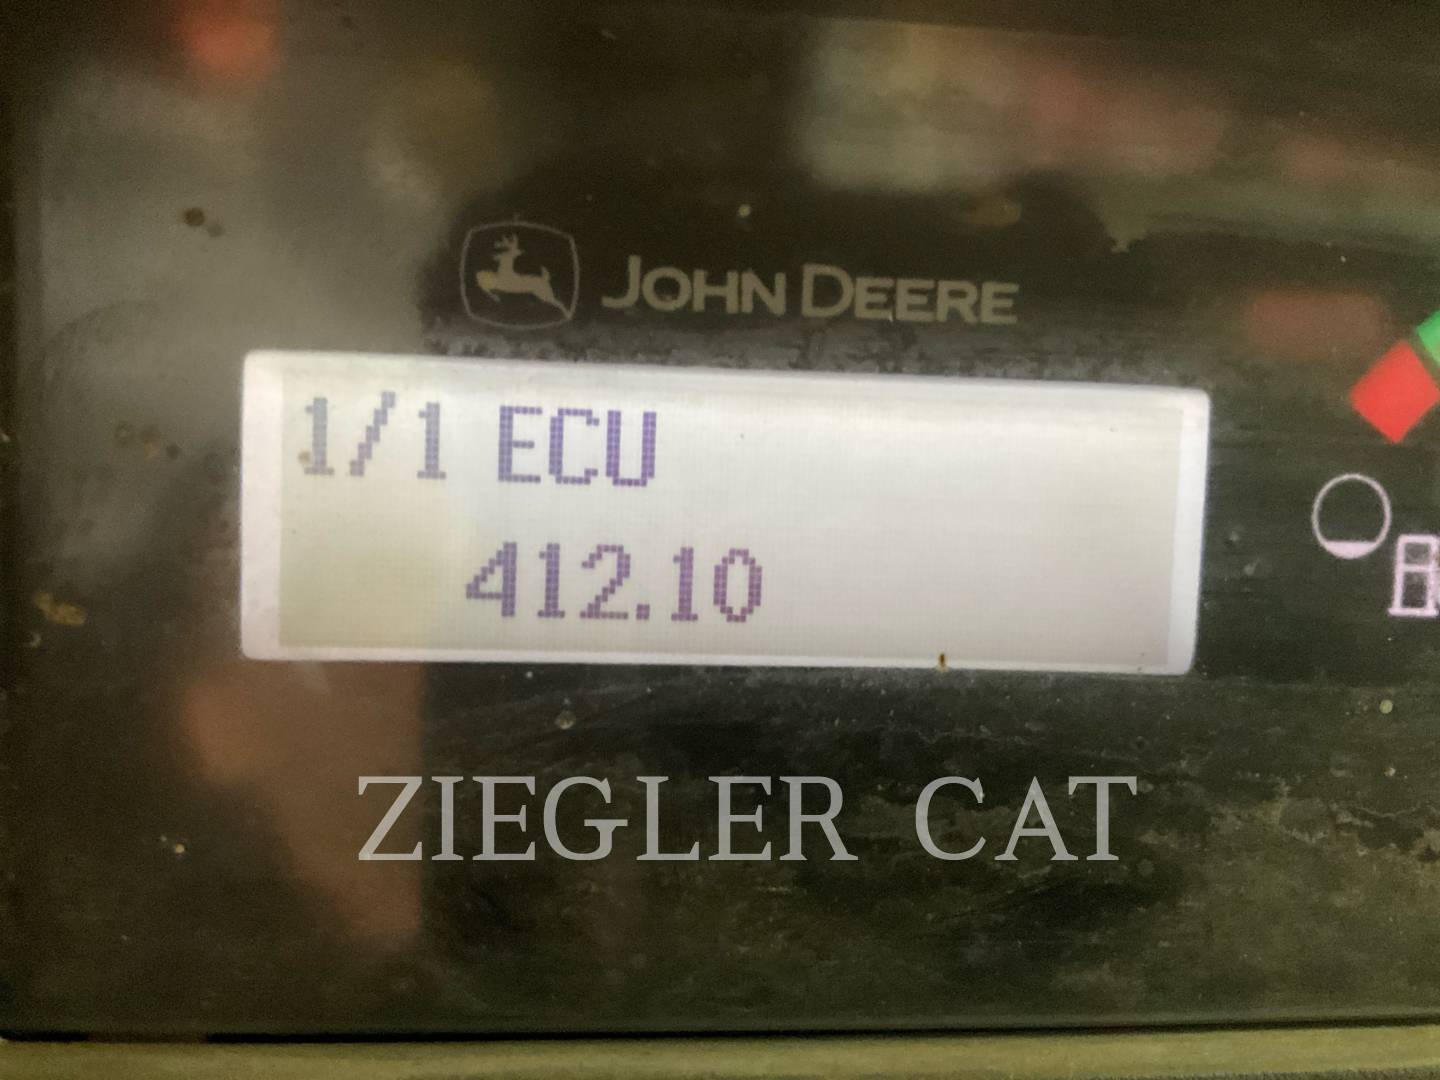 JOHN DEERE
1/1 ECU
412.10
ZIEGLER CAT